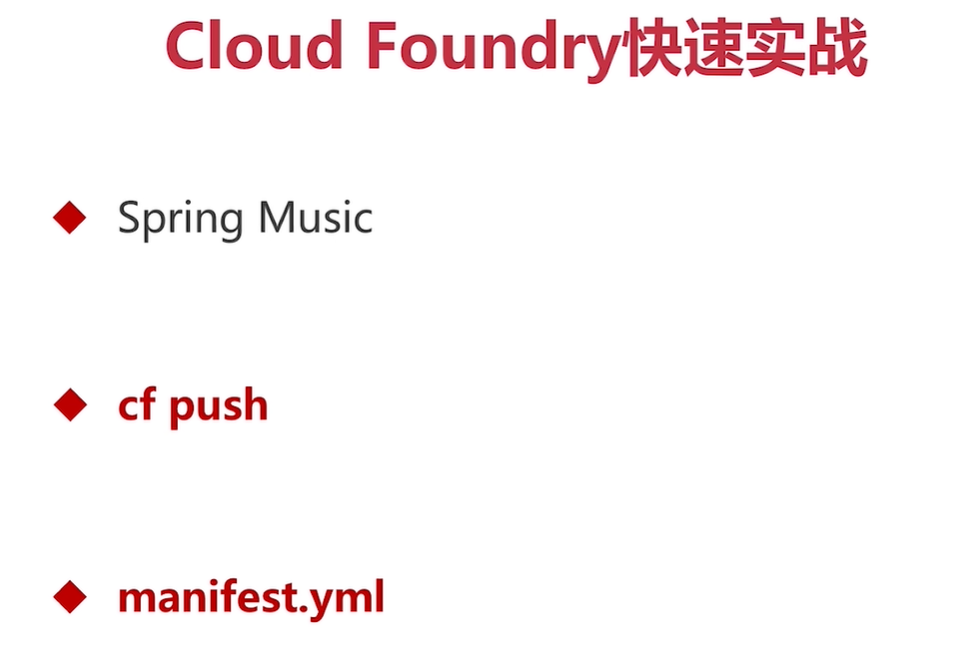 Cloud Foundry快速实战
Spring Music
cf push
manifest.yml